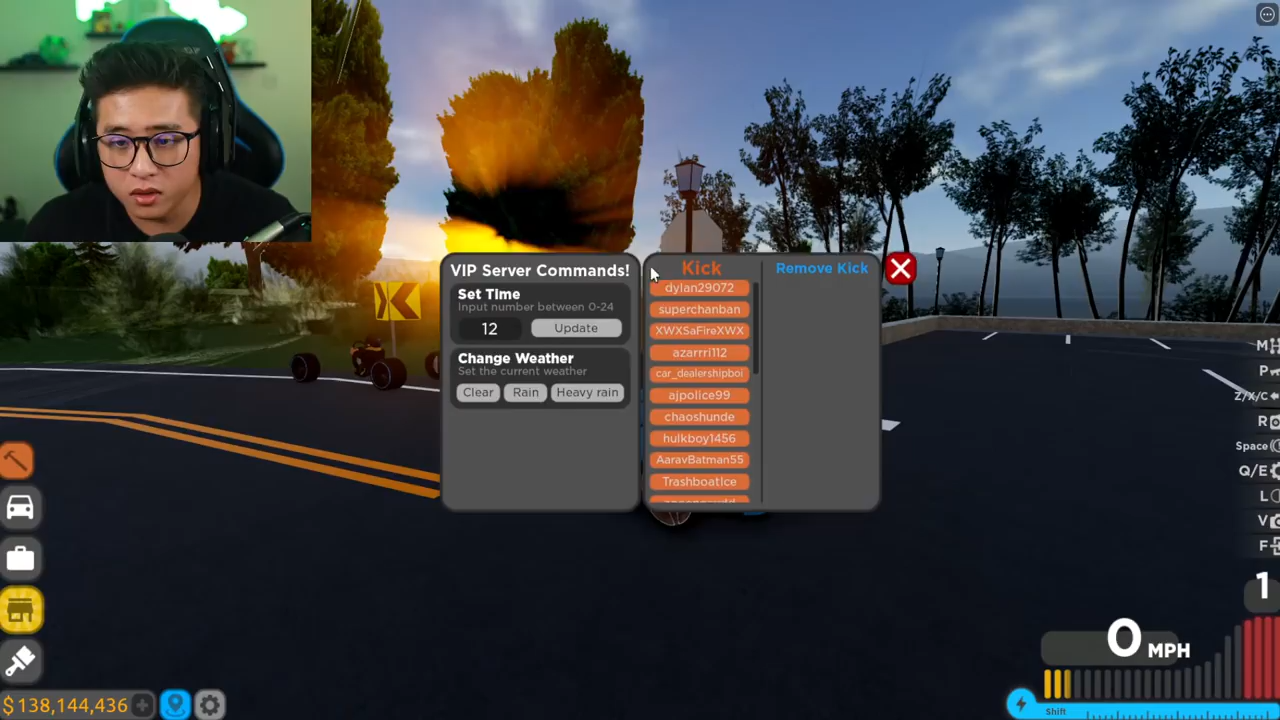 VIP Server Commands!
Set Time
Input number between 0-24
12
Update
Change Weather
Set the current weather
Clear
Rain
Heavy rain
Kick
dylan29072
superchanban
XWXSaFireXWX
azarrri112
car_dealershipboi
ajpolice99
chaoshunde
hulkboy1456
AaravBatman55
TrashboatIce
Remove Kick
M
P
Z/X/C
R
Space
Q/E
L
V
F
1
0 MPH
Shift
$138,144,436